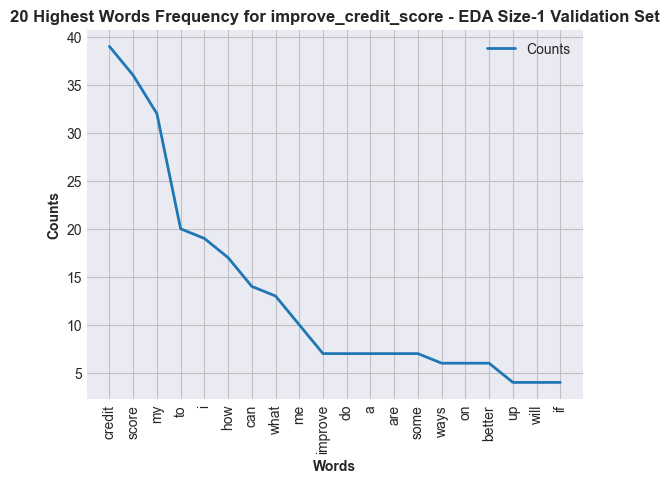 20 Highest Words Frequency for improve_credit_score - EDA Size-1 Validation Set
Counts
40
35
30
25
20
15
10
5
Counts
credit
score
my
to
i
how
can
what
me
improve
do
a
are
some
ways
on
better
up
will
if
Words